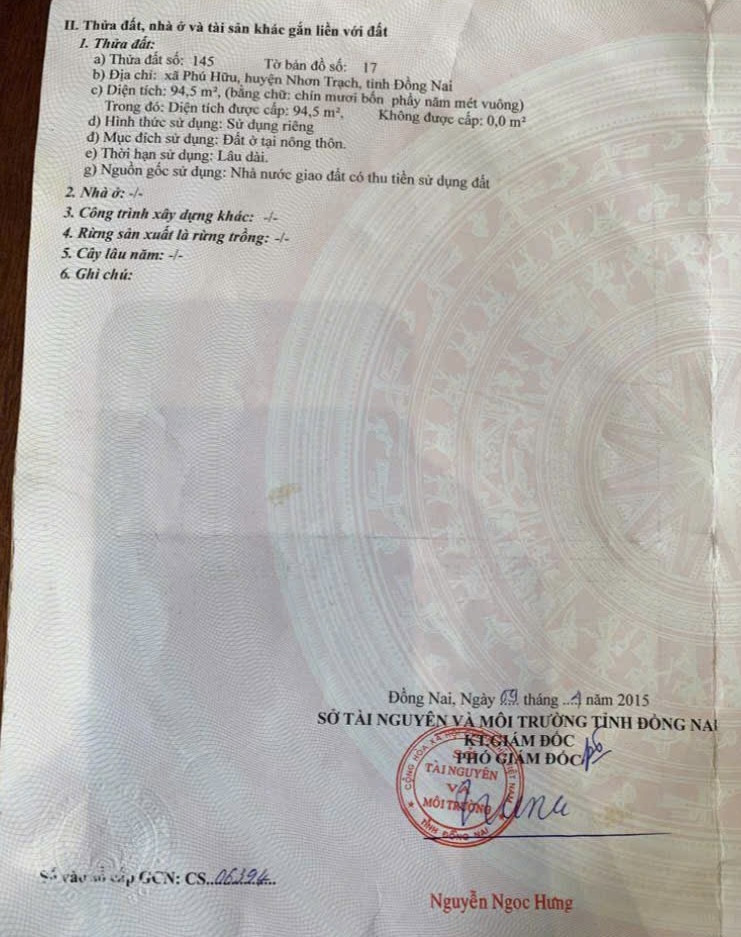 II. Thửa đất, nhà ở và tài sản khác gắn liền với đất
1. Thửa đất:
a) Thửa đất số: 145 Tờ bản đồ số: 17
b) Địa chỉ: xã Phú Hữu, huyện Nhơn Trạch, tỉnh Đồng Nai
c) Diện tích: 94,5 m², (bằng chữ: chín mươi bốn phẩy năm mét vuông)
Trong đó: Diện tích được cấp: 94,5 m², Không được cấp: 0,0 m²
d) Hình thức sử dụng: Sử dụng riêng
đ) Mục đích sử dụng: Đất ở tại nông thôn.
e) Thời hạn sử dụng: Lâu dài.
g) Nguồn gốc sử dụng: Nhà nước giao đất có thu tiền sử dụng đất
2. Nhà ở: -/-
3. Công trình xây dựng khác: -/-
4. Rừng sản xuất là rừng trồng: -/-
5. Cây lâu năm: -/-
6. Ghi chú:
Đồng Nai, Ngày 09 tháng năm 2015
SỞ TÀI NGUYÊN VÀ MÔI TRƯỜNG TỈNH ĐỒNG NAI
KT.GIÁM ĐỐC
PHÓ GIÁM ĐỐC
SỞ
TÀI NGUYÊN
VÀ
MÔI TRƯỜNG
TỈNH ĐỒNG NAI
Số vào sổ cấp GCN: CS..06394..
Nguyễn Ngọc Hưng